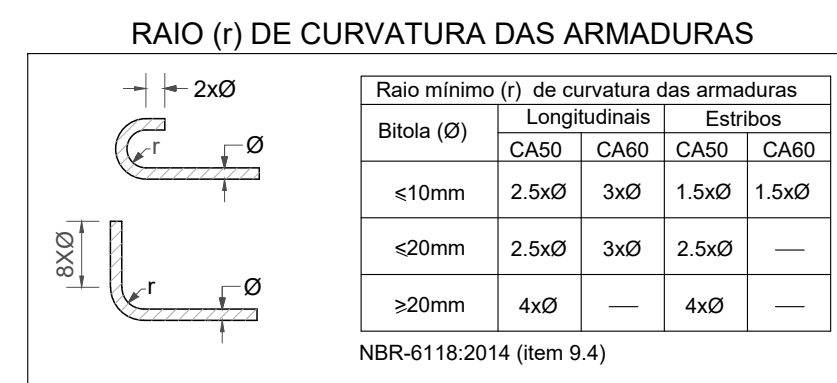 RAIO (r) DE CURVATURA DAS ARMADURAS
2xØ
r
Ø
8XØ
r
Ø
Raio mínimo (r) de curvatura das armaduras
Bitola (Ø) Longitudinais Estribos
CA50 CA60 CA50 CA60
⩽10mm 2.5xØ 3xØ 1.5xØ 1.5xØ
⩽20mm 2.5xØ 3xØ 2.5xØ —
⩾20mm 4xØ — 4xØ —
NBR-6118:2014 (item 9.4)